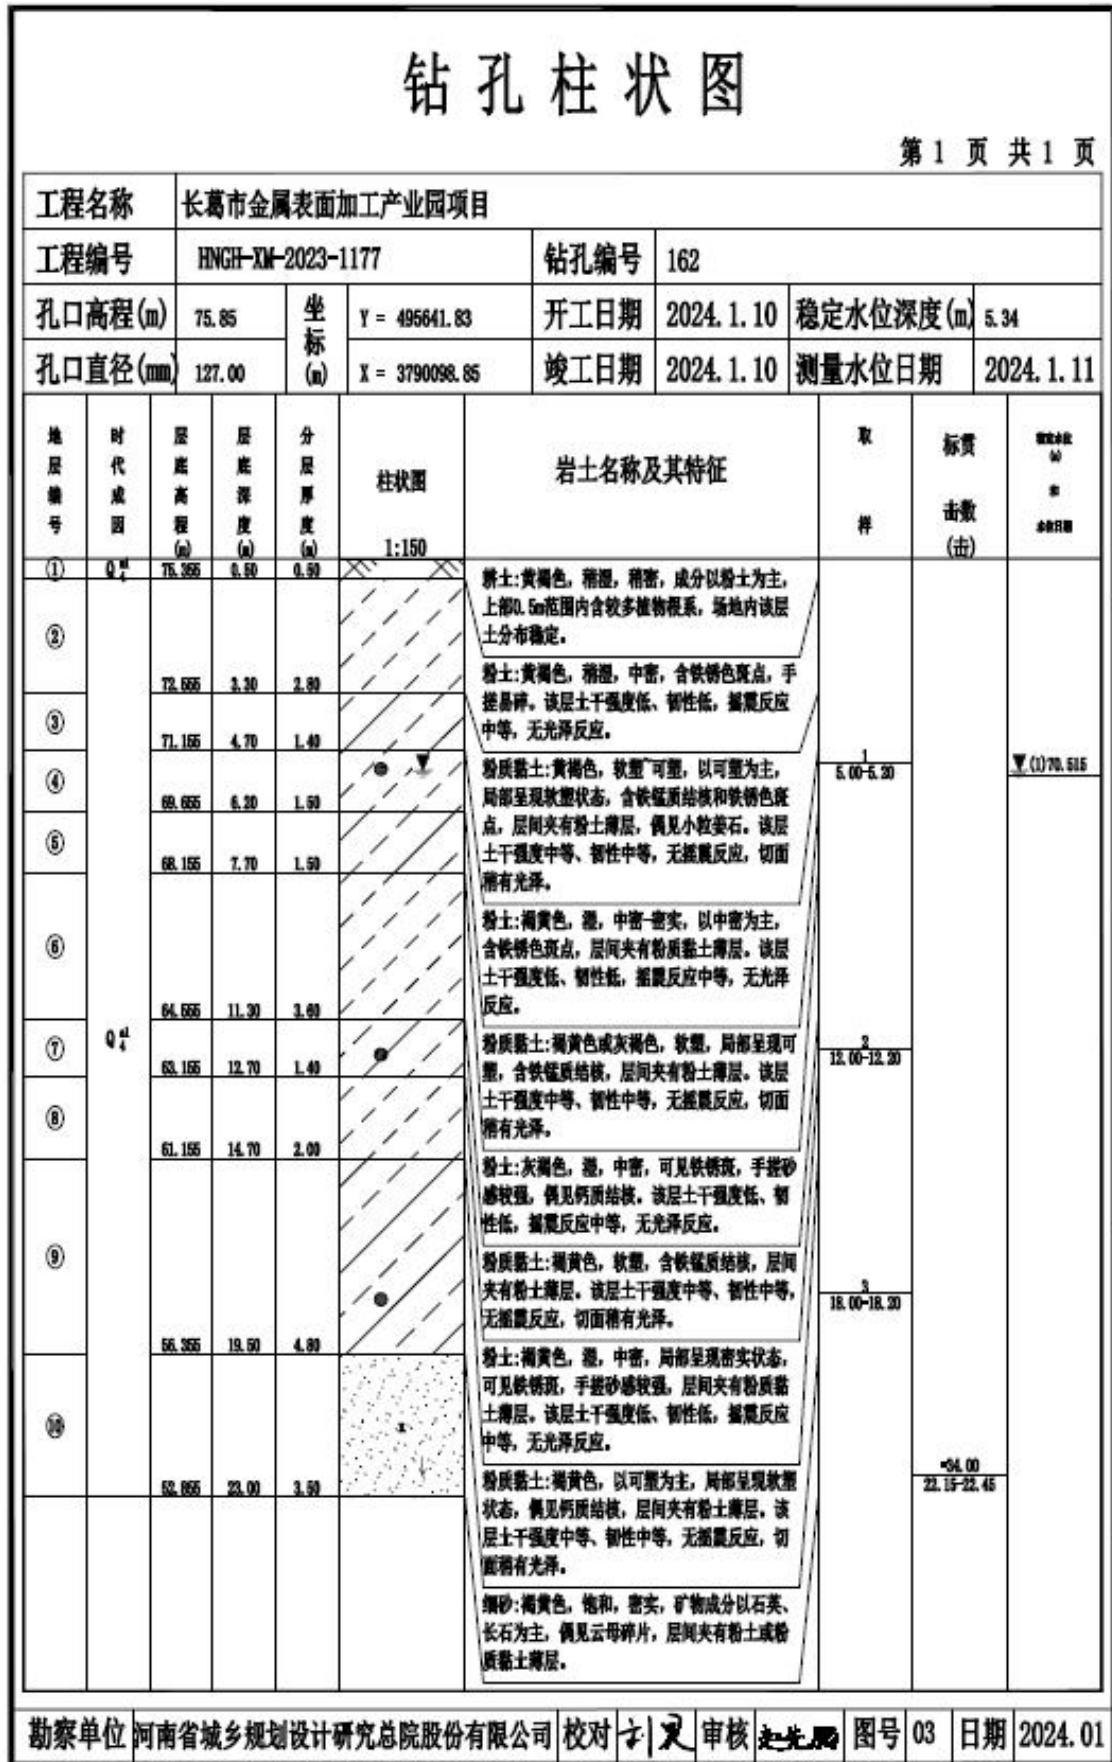 钻孔柱状图
第 1 页 共 1 页
工程名称 长葛市金属表面加工产业园项目
工程编号 HNGH-XM-2023-1177 钻孔编号 162
孔口高程(m) 75.85 坐标(m) Y = 495641.83 开工日期 2024.1.10 稳定水位深度(m) 5.34
孔口直径(mm) 127.00 X = 3790098.85 竣工日期 2024.1.10 测量水位日期 2024.1.11
地层编号 时代成因 层底高程(m) 层底深度(m) 分层厚度(m) 柱状图 1:150 岩土名称及其特征 取样 标贯击数(击) 稳定水位(m)和水位日期
① Q4al 75.355 0.50 0.50
② 72.555 3.30 2.80
③ 71.155 4.70 1.40
④ 69.655 6.20 1.50
⑤ 68.155 7.70 1.50
⑥ 64.555 11.30 3.60
⑦ Q4al 63.155 12.70 1.40
⑧ 61.155 14.70 2.00
⑨ 56.355 19.50 4.80
⑩ 52.855 23.00 3.50
耕土:黄褐色，稍湿，稍密，成分以粉土为主，
上部0.5m范围内含较多植物根系，场地内该层
土分布稳定。
粉土:黄褐色，稍湿，中密，含铁锈色斑点，手
搓易碎。该层土干强度低、韧性低，摇震反应
中等，无光泽反应。
粉质黏土:黄褐色，软塑~可塑，以可塑为主，
局部呈现软塑状态，含铁锰质结核和铁锈色斑
点，层间夹有粉土薄层，偶见小粒姜石。该层
土干强度中等、韧性中等，无摇震反应，切面
稍有光泽。
粉土:褐黄色，湿，中密-密实，以中密为主，
含铁锈色斑点，层间夹有粉质黏土薄层。该层
土干强度低、韧性低，摇震反应中等，无光泽
反应。
粉质黏土:褐黄色或灰褐色，软塑，局部呈现可
塑，含铁锰质结核，层间夹有粉土薄层。该层
土干强度中等、韧性中等，无摇震反应，切面
稍有光泽。
粉土:灰褐色，湿，中密，可见铁锈斑，手搓砂
感较强，偶见钙质结核。该层土干强度低、韧
性低，摇震反应中等，无光泽反应。
粉质黏土:褐黄色，软塑，含铁锰质结核，层间
夹有粉土薄层。该层土干强度中等、韧性中等，
无摇震反应，切面稍有光泽。
粉土:褐黄色，湿，中密，局部呈现密实状态，
可见铁锈斑，手搓砂感较强，层间夹有粉质黏
土薄层。该层土干强度低、韧性低，摇震反应
中等，无光泽反应。
粉质黏土:褐黄色，以可塑为主，局部呈现软塑
状态，偶见钙质结核，层间夹有粉土薄层。该
层土干强度中等、韧性中等，无摇震反应，切
面稍有光泽。
细砂:褐黄色，饱和，密实，矿物成分以石英、
长石为主，偶见云母碎片，层间夹有粉土或粉
质黏土薄层。
1
5.00-5.20
2
12.00-12.20
3
18.00-18.20
=34.00
22.15-22.45
▼(1)70.515
x
勘察单位 河南省城乡规划设计研究总院股份有限公司 校对 审核 图号 03 日期 2024.01